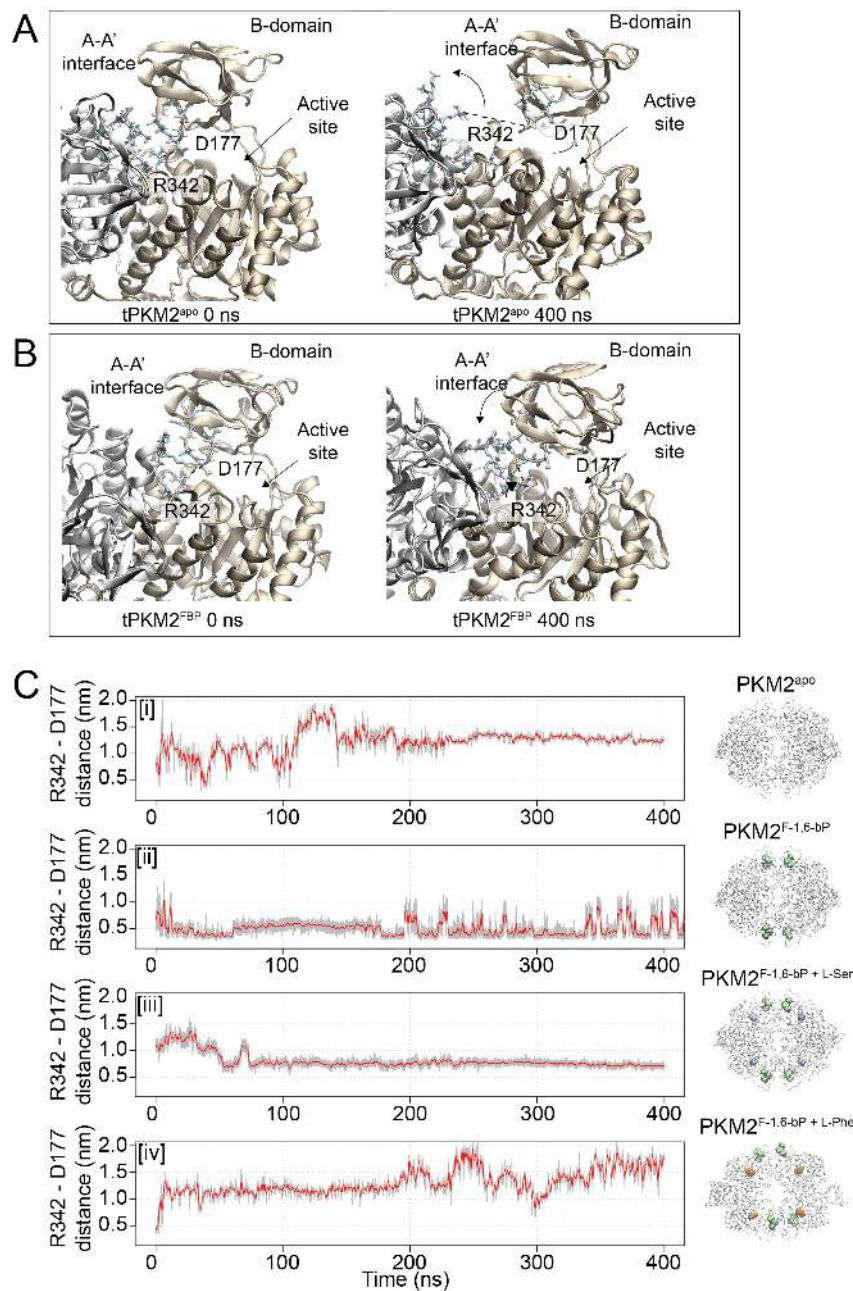 A
A-A'
interface
B-domain
D177
Active
site
R342
tPKM2apo 0 ns
A-A'
interface
B-domain
Active
site
R342
D177
tPKM2apo 400 ns
B
A-A'
interface
B-domain
Active
site
D177
R342
tPKM2FBP 0 ns
A-A'
interface
B-domain
Active
site
D177
R342
tPKM2FBP 400 ns
C
R342 - D177
distance (nm)
[i]
2.0
1.5
1.0
0.5
0 100 200 300 400
PKM2apo
R342 - D177
distance (nm)
[ii]
2.0
1.5
1.0
0.5
0 100 200 300 400
PKM2F-1,6-bP
R342 - D177
distance (nm)
[iii]
2.0
1.5
1.0
0.5
0 100 200 300 400
PKM2F-1,6-bP + L-Ser
R342 - D177
distance (nm)
[iv]
2.0
1.5
1.0
0.5
0 100 200 300 400
Time (ns)
PKM2F-1,6-bP + L-Phe